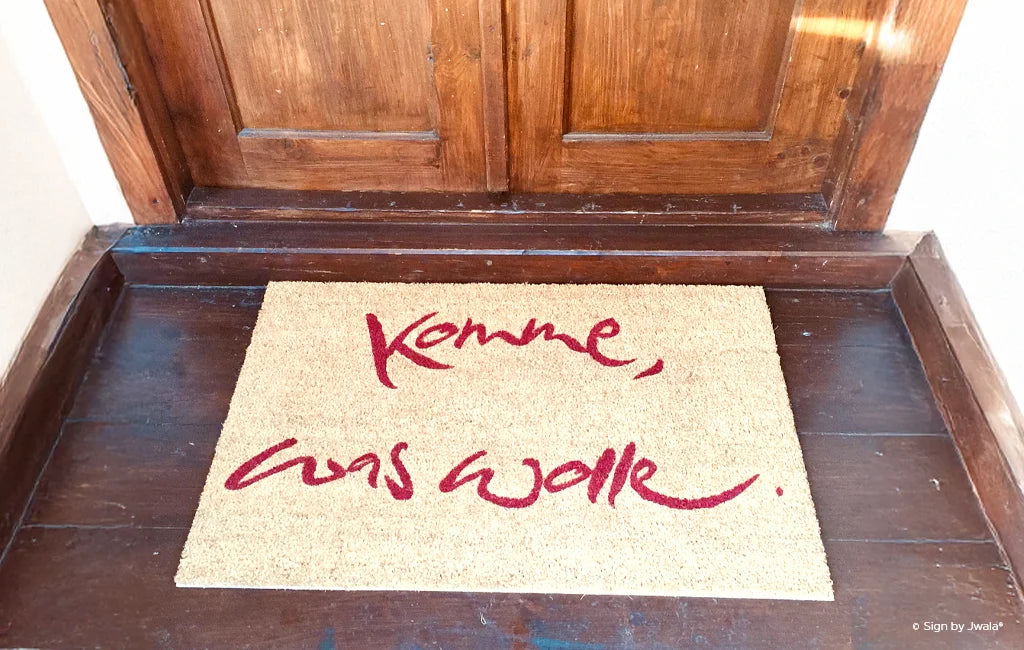 Komme,
was wolle.
© Sign by Jwala®